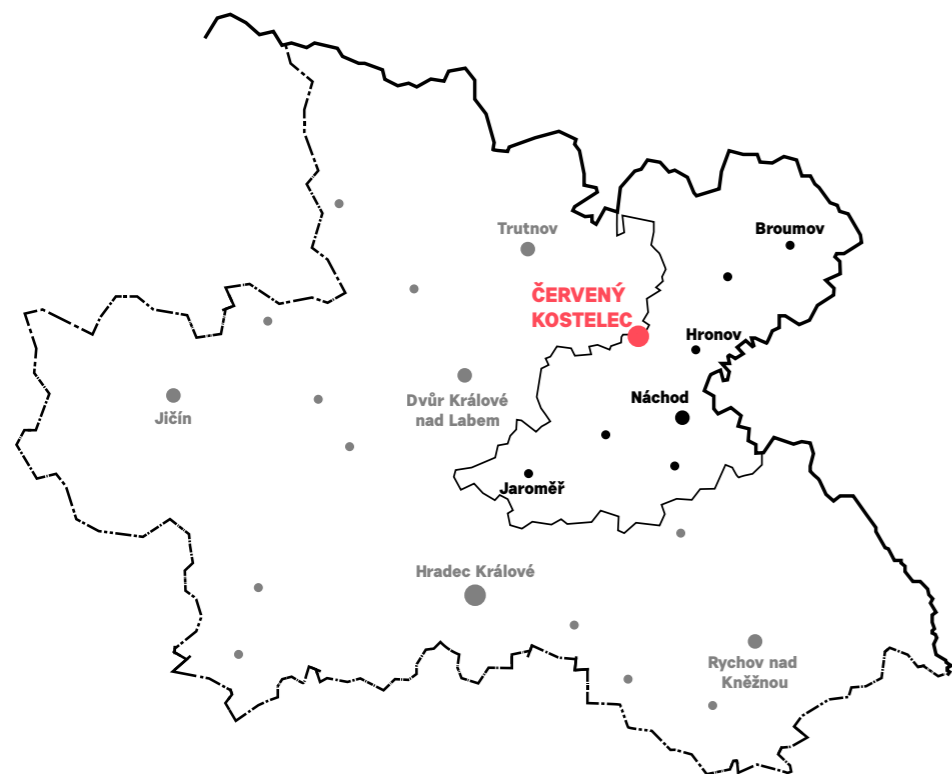 Trutnov
Broumov
ČERVENÝ
KOSTELEC
Hronov
Dvůr Králové
nad Labem
Náchod
Jičín
Jaroměř
Hradec Králové
Rychov nad
Kněžnou